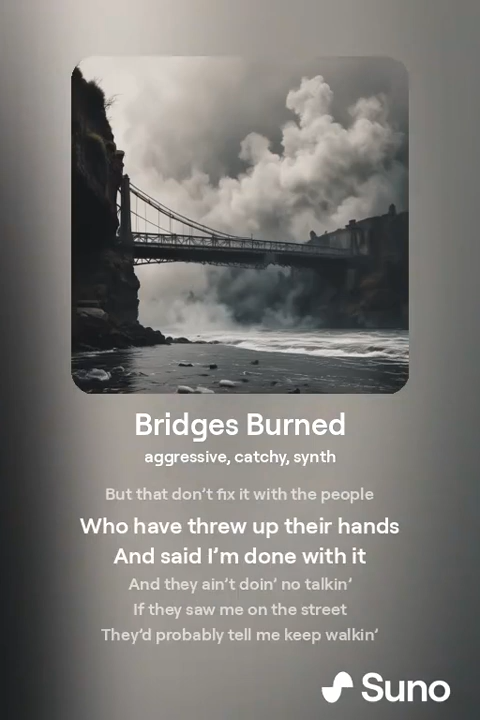 Bridges Burned
aggressive, catchy, synth
But that don't fix it with the people
Who have threw up their hands
And said I'm done with it
And they ain't doin' no talkin'
If they saw me on the street
They'd probably tell me keep walkin'
Suno